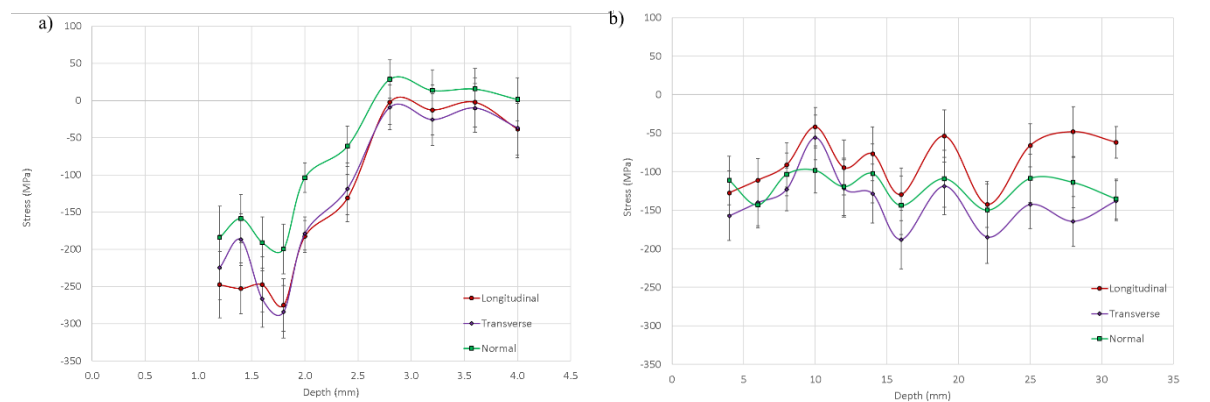 a)
100
50
0
-50
-100
-150
-200
-250
-300
-350
0.0 0.5 1.0 1.5 2.0 2.5 3.0 3.5 4.0 4.5
Depth (mm)
Stress (MPa)
Longitudinal
Transverse
Normal
b)
100
50
0
-50
-100
-150
-200
-250
-300
-350
0 5 10 15 20 25 30 35
Depth (mm)
Stress (MPa)
Longitudinal
Transverse
Normal